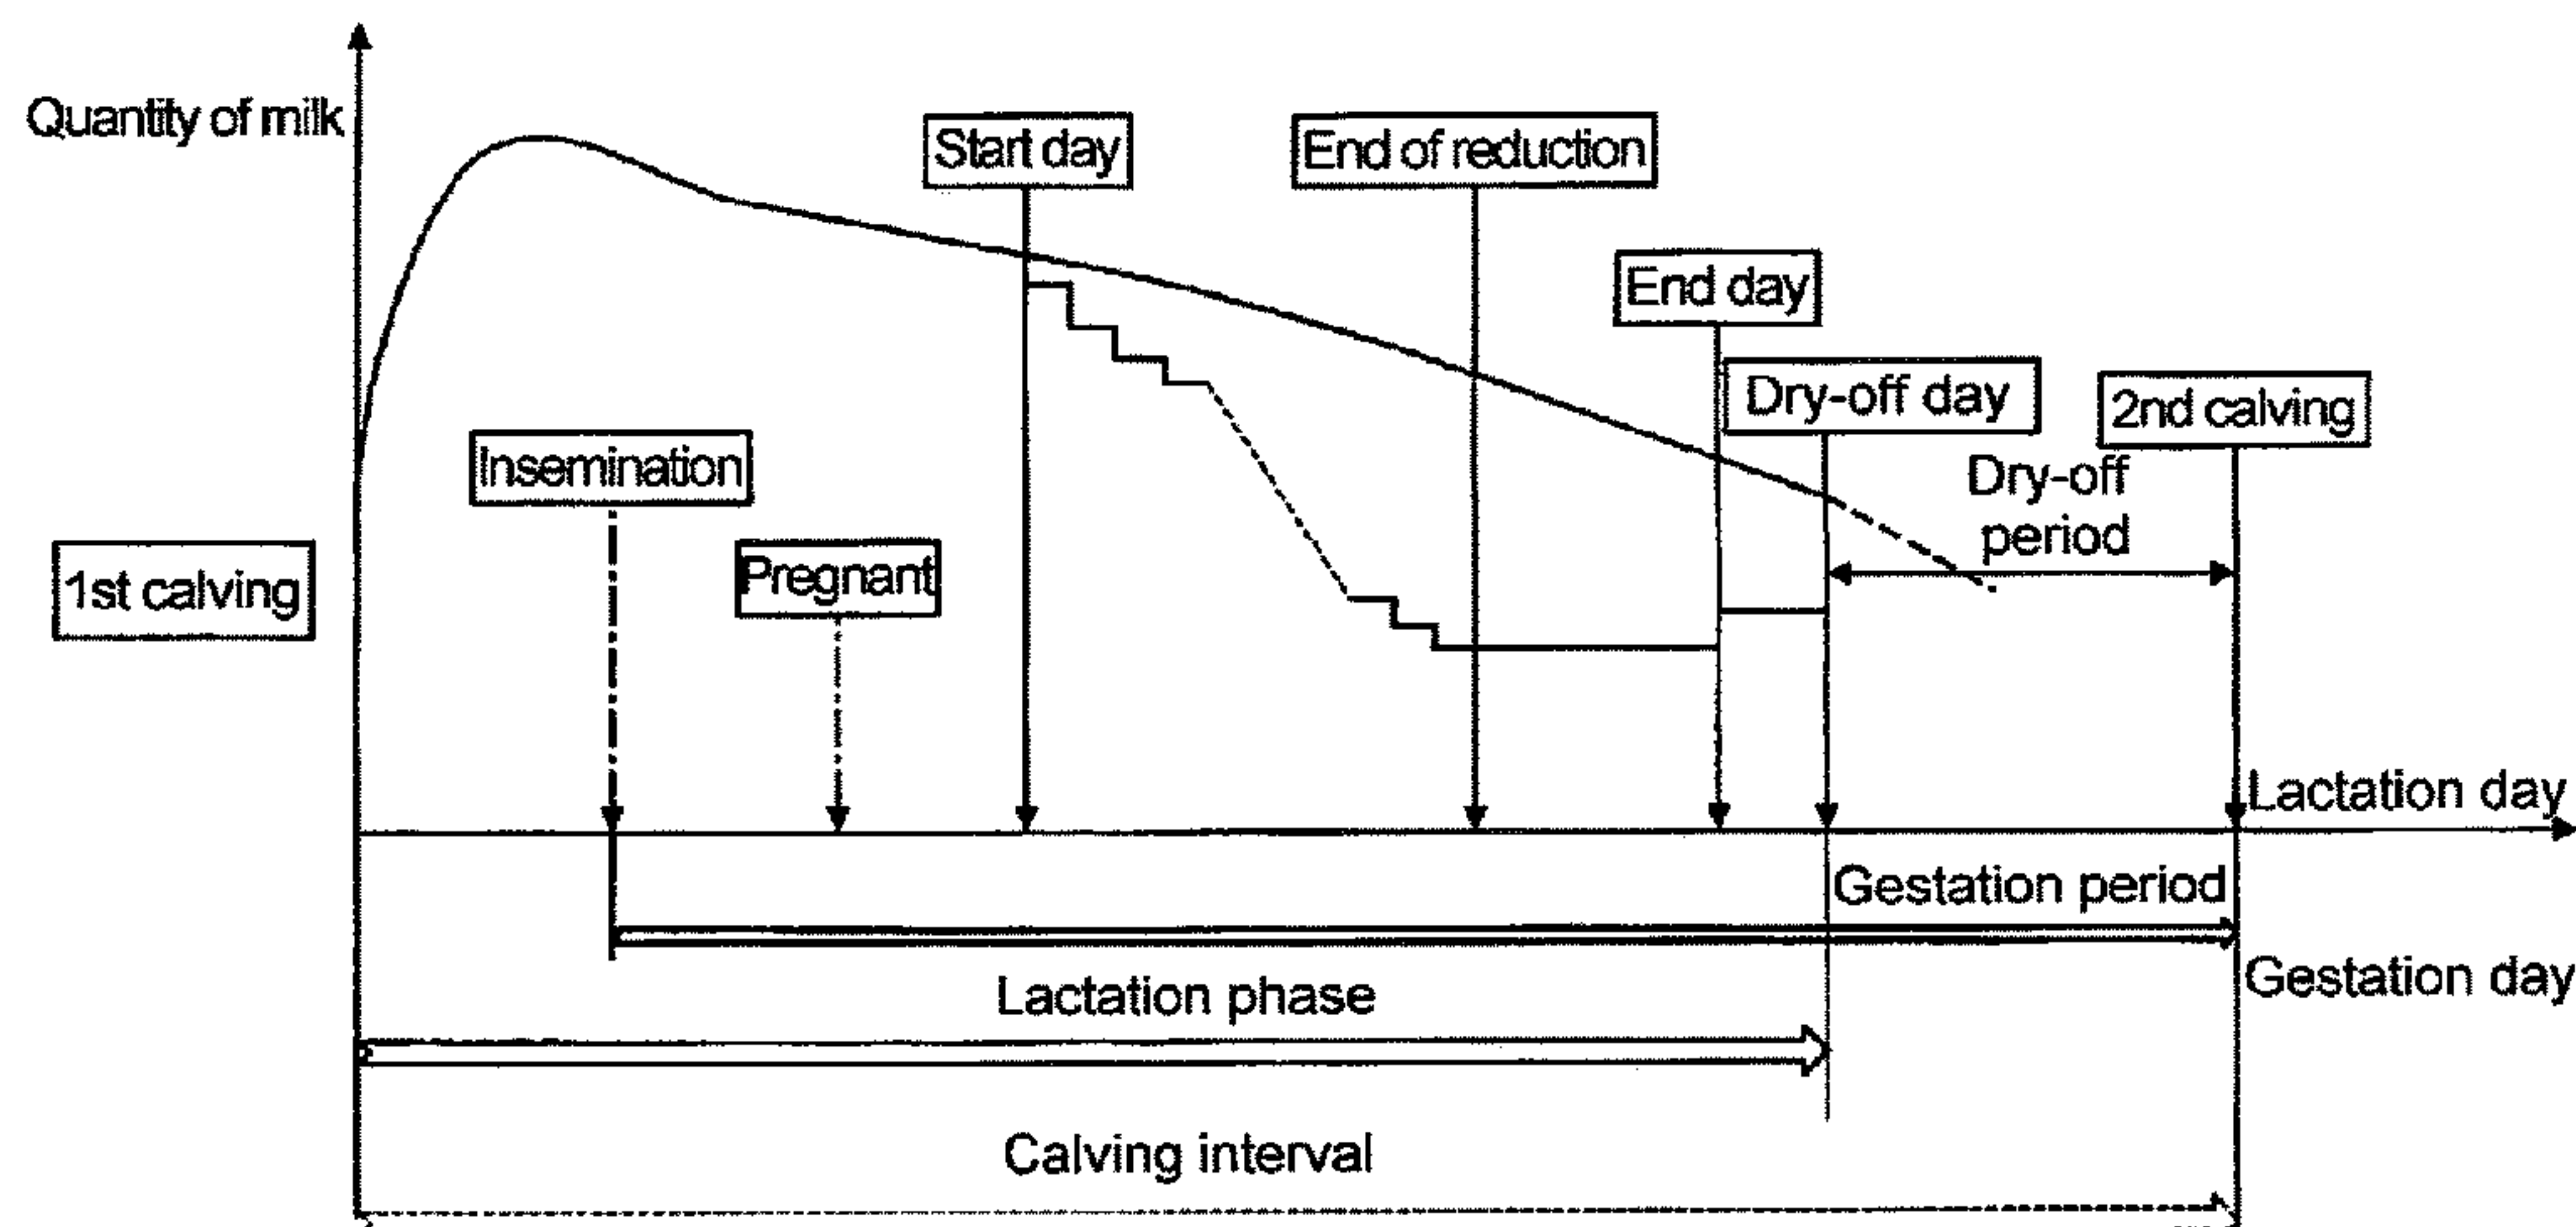 Quantity of milk
Start day
End of reduction
End day
Dry-off day
2nd calving
Insemination
Dry-off
period
1st calving
Pregnant
Lactation day
Gestation period
Gestation day
Lactation phase
Calving interval